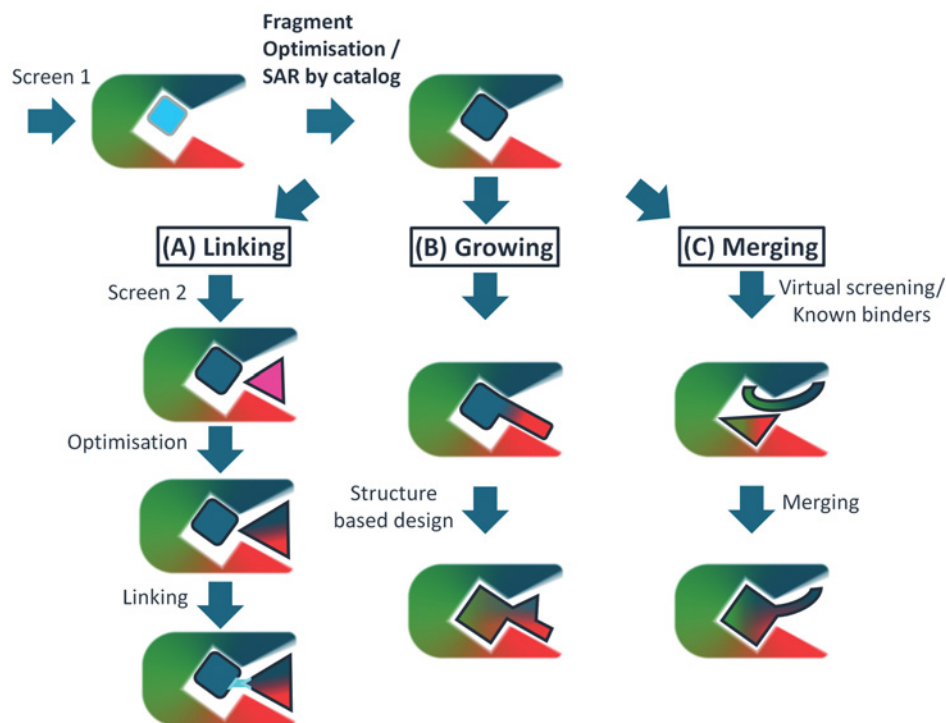 Screen 1
Fragment
Optimisation /
SAR by catalog
(A) Linking
(B) Growing
(C) Merging
Screen 2
Virtual screening/
Known binders
Optimisation
Structure
based design
Merging
Linking